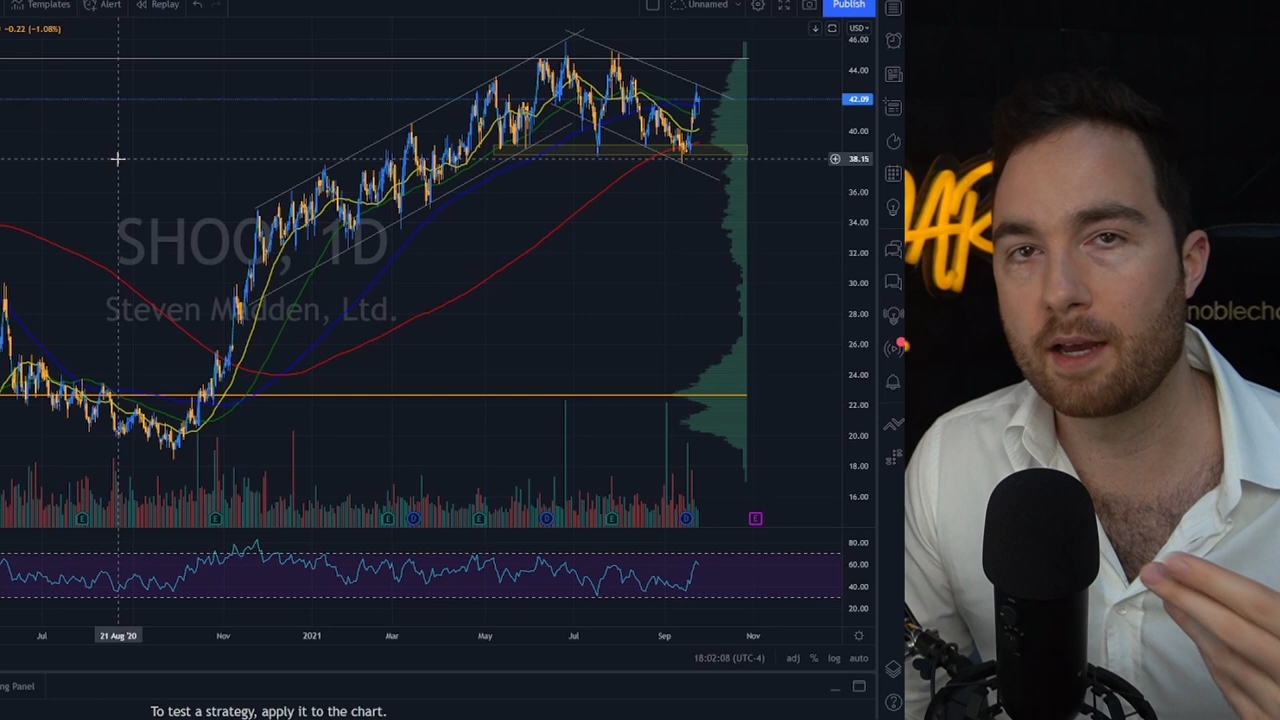 Templates Alert Replay Unnamed Publish
−0.22 (−1.08%)
USD
46.00
44.00
42.09
40.00
38.15
36.00
34.00
32.00
30.00
28.00
26.00
24.00
22.00
20.00
18.00
16.00
SHOO, 1D
Steven Madden, Ltd.
E E E D E D E D E
80.00
60.00
40.00
20.00
Jul 21 Aug '20 Nov 2021 Mar May Jul Sep Nov
18:02:08 (UTC-4) adj % log auto
ng Panel
To test a strategy, apply it to the chart.
noblech